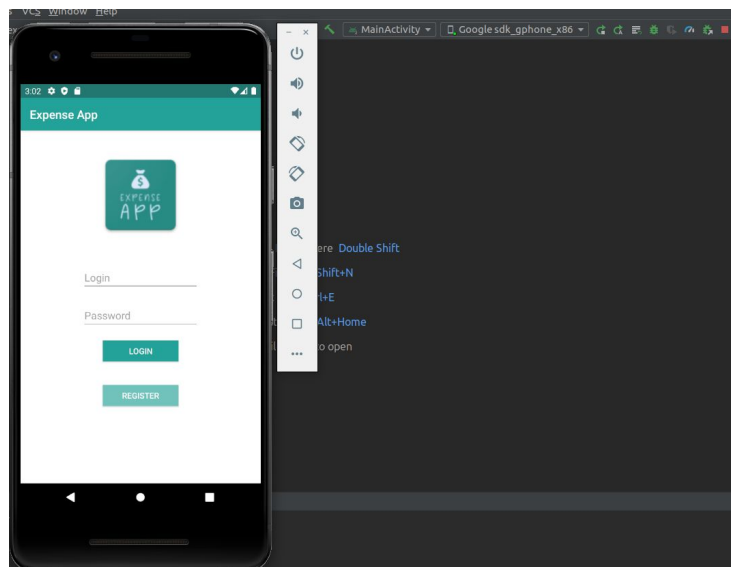 VCS Window Help
MainActivity
Google sdk_gphone_x86
3:02
Expense App
$
EXPENSE
APP
Login
Password
LOGIN
REGISTER
ere Double Shift
Shift+N
l+E
Alt+Home
to open